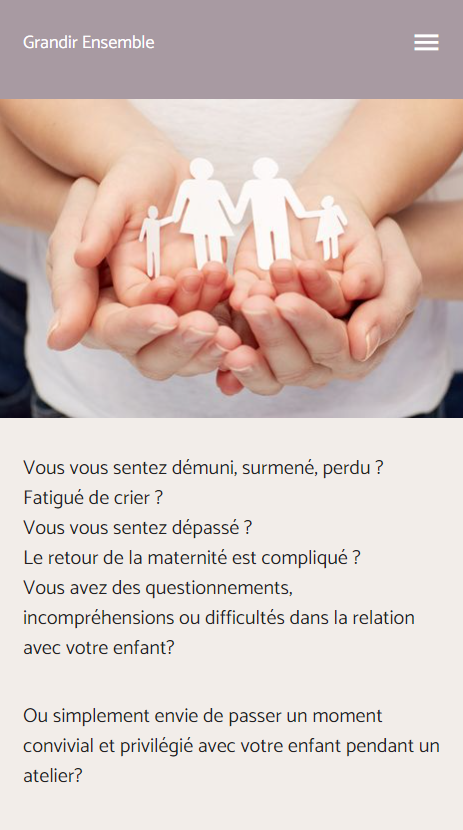 Grandir Ensemble
Vous vous sentez démuni, surmené, perdu ?
Fatigué de crier ?
Vous vous sentez dépassé ?
Le retour de la maternité est compliqué ?
Vous avez des questionnements,
incompréhensions ou difficultés dans la relation
avec votre enfant?
Ou simplement envie de passer un moment
convivial et privilégié avec votre enfant pendant un
atelier?